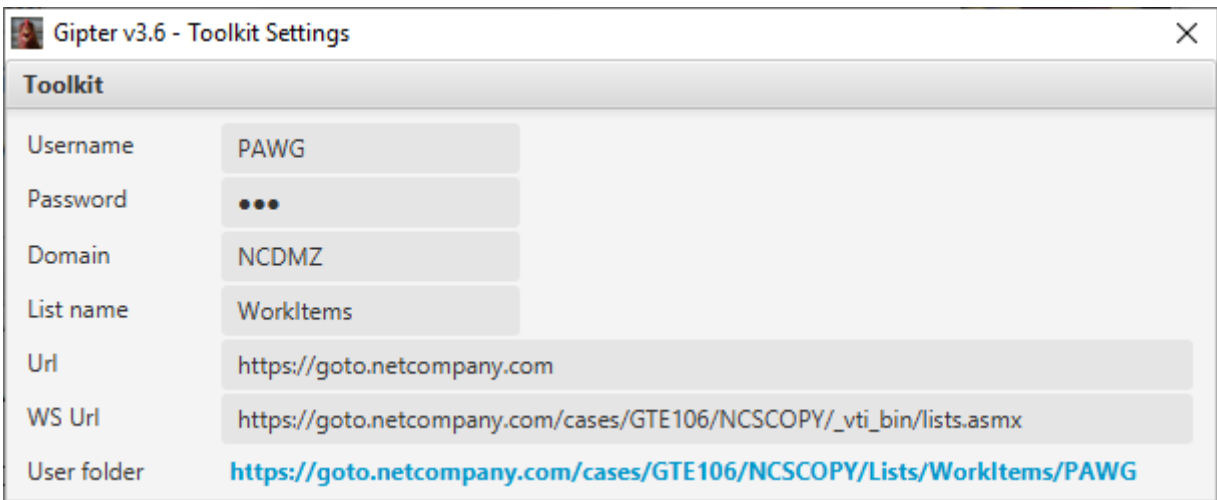 Gipter v3.6 - Toolkit Settings
Toolkit
Username PAWG
Password •••
Domain NCDMZ
List name WorkItems
Url https://goto.netcompany.com
WS Url https://goto.netcompany.com/cases/GTE106/NCSCOPY/_vti_bin/lists.asmx
User folder https://goto.netcompany.com/cases/GTE106/NCSCOPY/Lists/WorkItems/PAWG